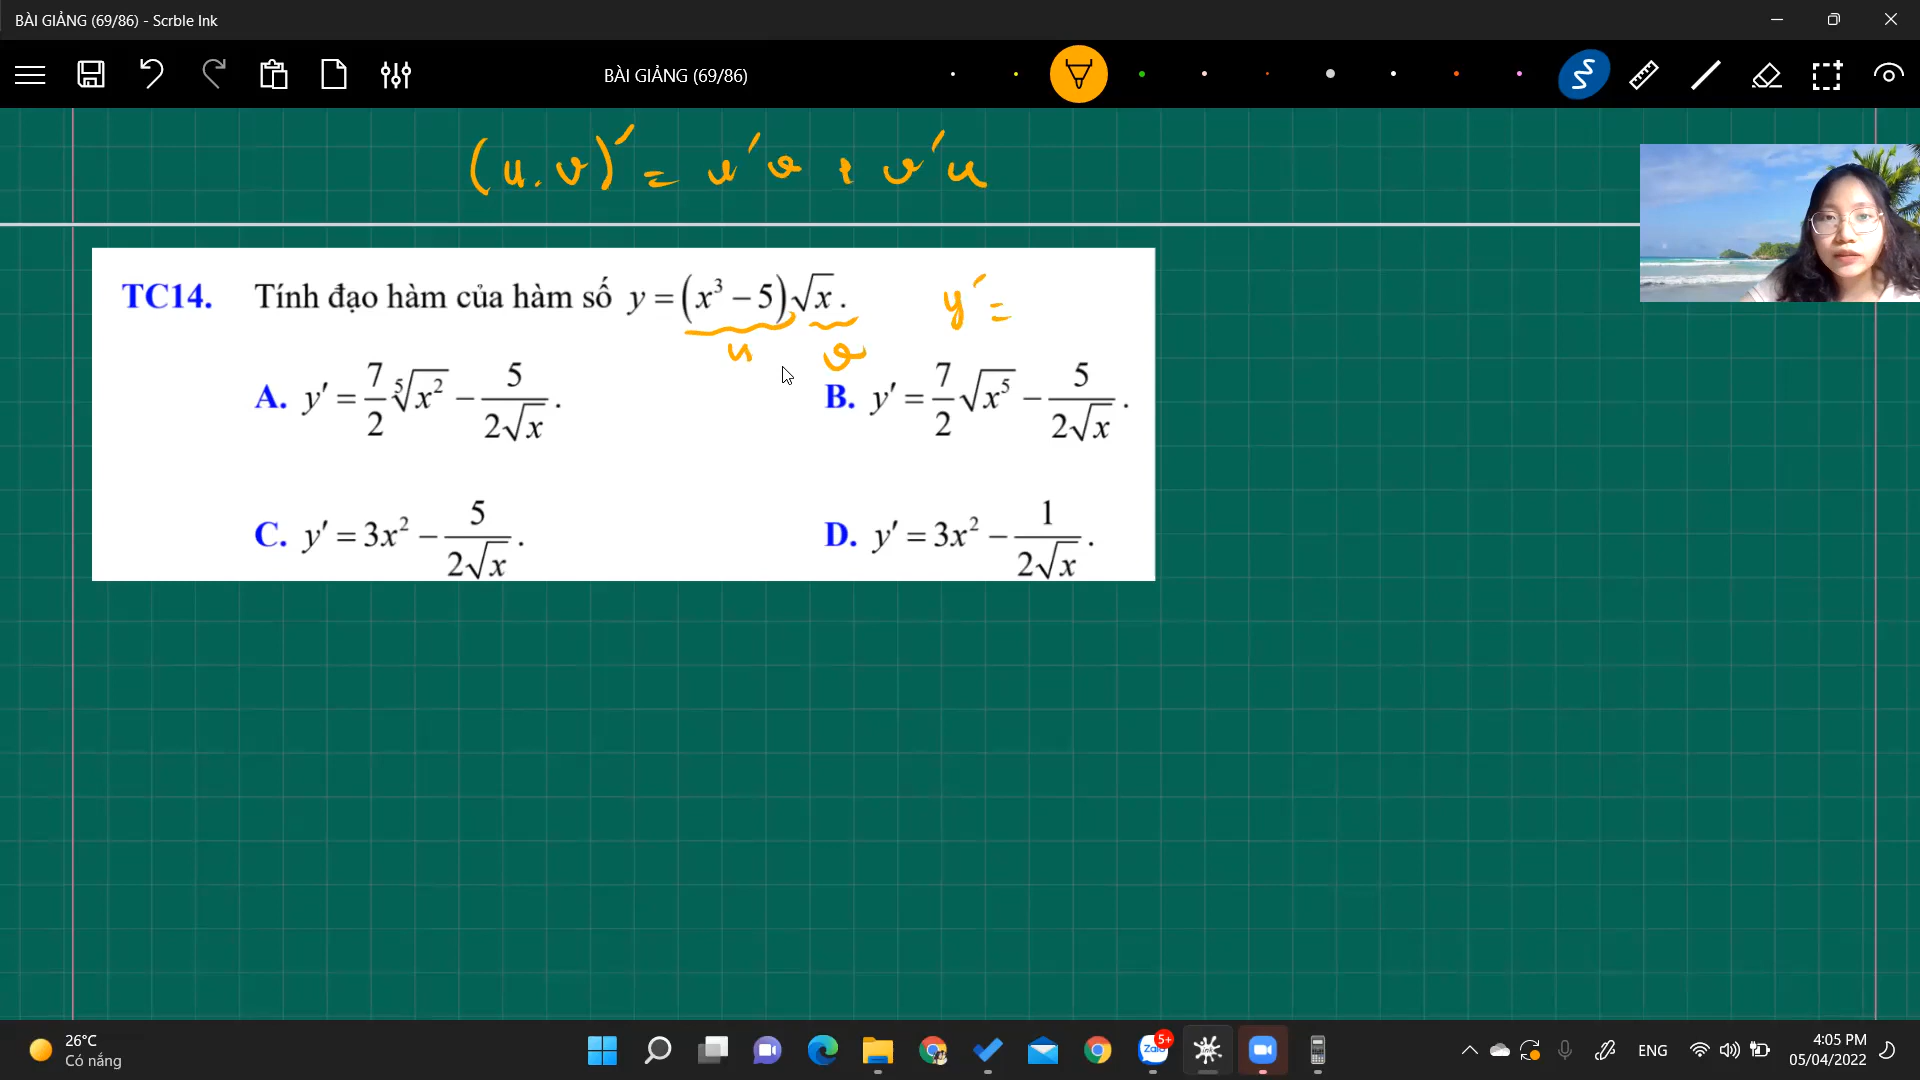 BÀI GIẢNG (69/86) - Scrble Ink
BÀI GIẢNG (69/86)
(u.v)' = u'v + v'u
TC14. Tính đạo hàm của hàm số y = (x³ − 5)√x. y' =
u v
A. y' = 7/2 ⁵√x² − 5/(2√x). B. y' = 7/2 √x⁵ − 5/(2√x).
C. y' = 3x² − 5/(2√x). D. y' = 3x² − 1/(2√x).
26°C
Có nắng
Zalo
5+
ENG
4:05 PM
05/04/2022